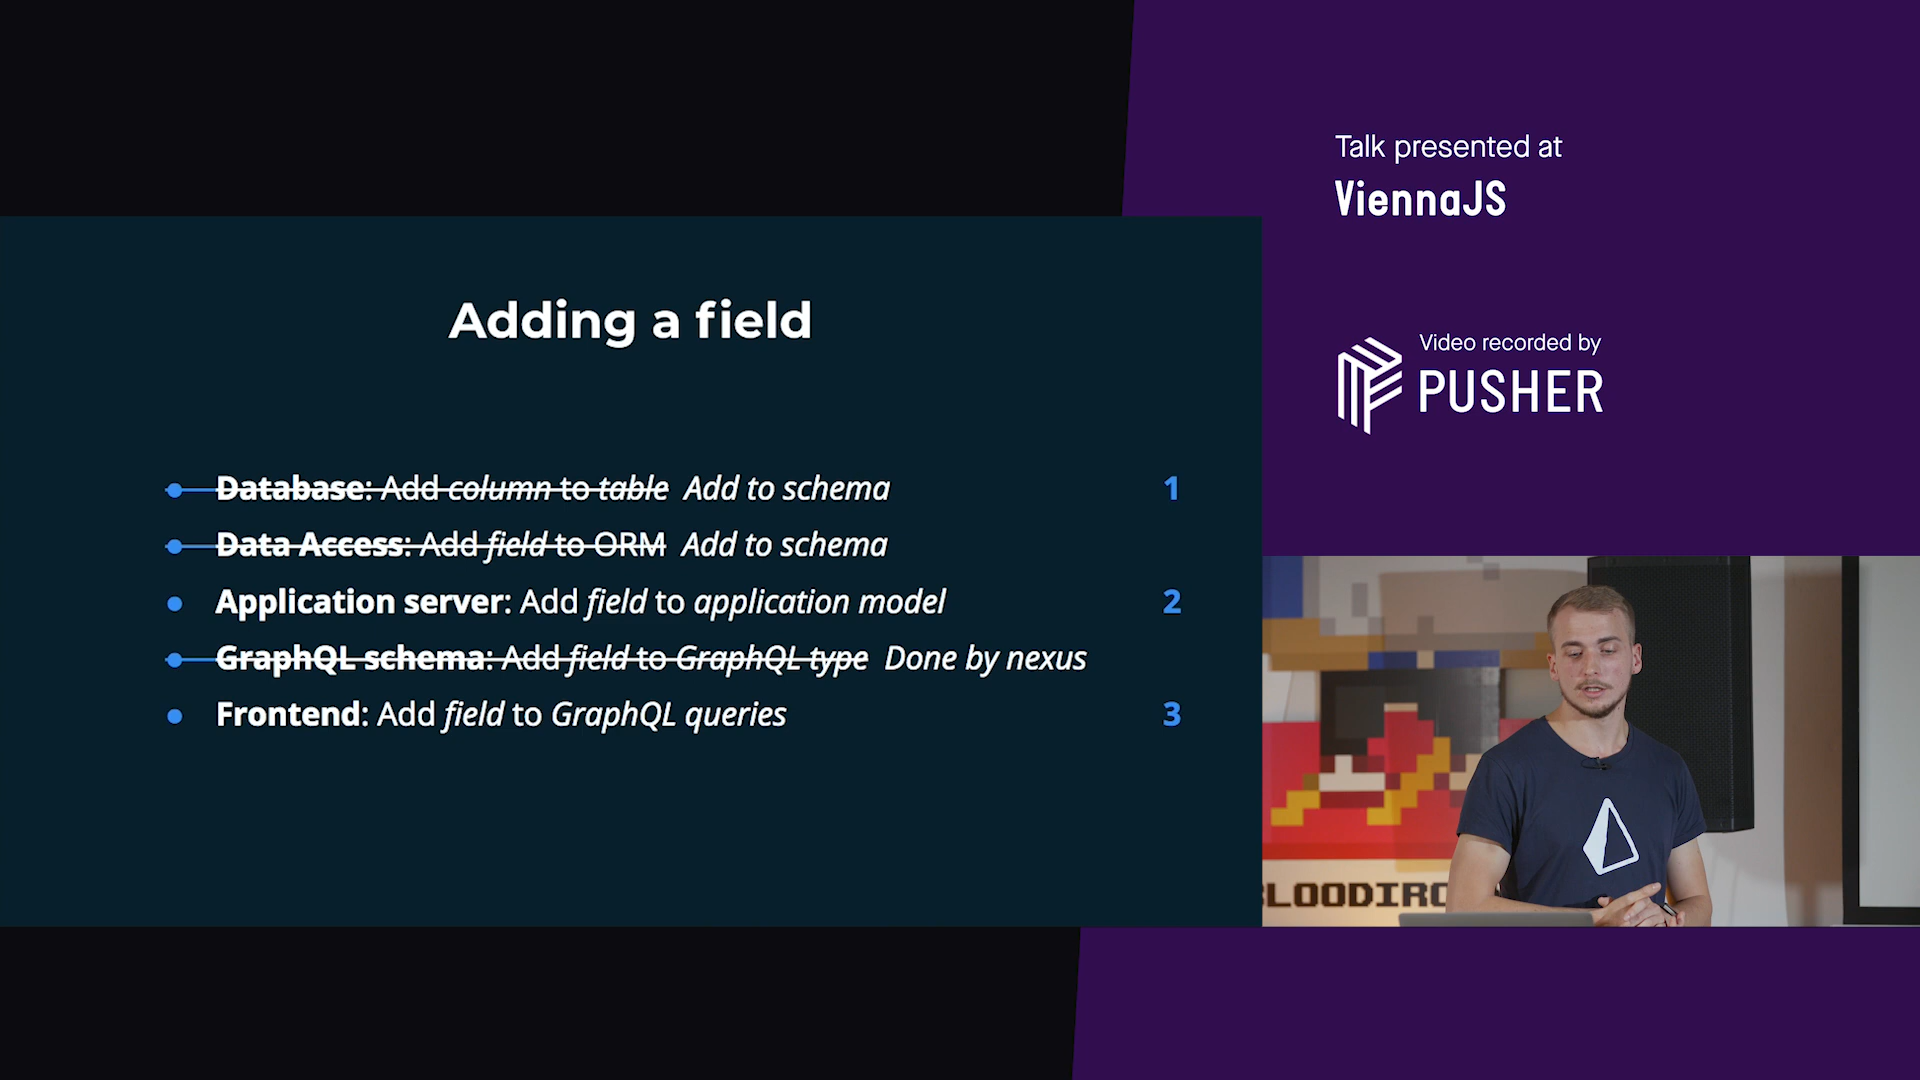 Talk presented at
ViennaJS
Video recorded by
PUSHER
Adding a field
Database: Add column to table Add to schema 1
Data Access: Add field to ORM Add to schema
Application server: Add field to application model 2
GraphQL schema: Add field to GraphQL type Done by nexus
Frontend: Add field to GraphQL queries 3
LOODIRO